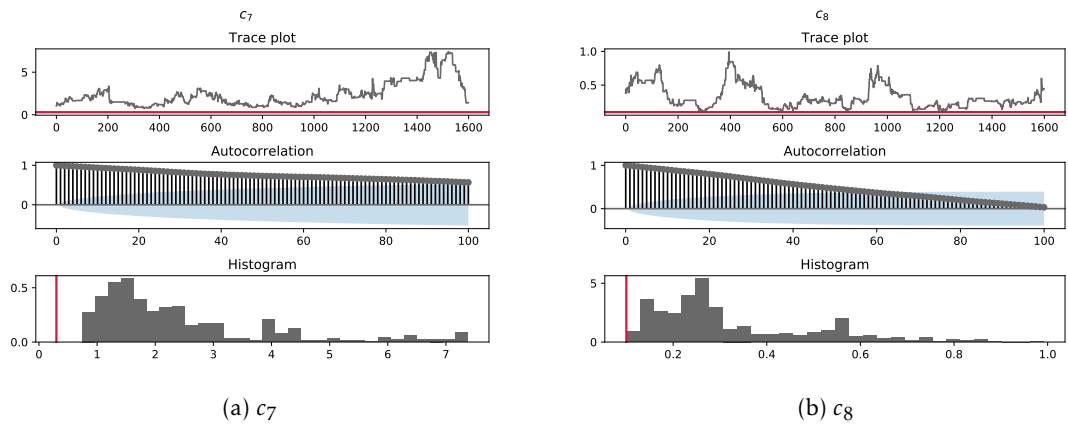 c7
Trace plot
5
0
0 200 400 600 800 1000 1200 1400 1600
Autocorrelation
1
0
0 20 40 60 80 100
Histogram
0.5
0.0
0 1 2 3 4 5 6 7
(a) c7
c8
Trace plot
1.0
0.5
0 200 400 600 800 1000 1200 1400 1600
Autocorrelation
1
0
0 20 40 60 80 100
Histogram
5
0
0.2 0.4 0.6 0.8 1.0
(b) c8